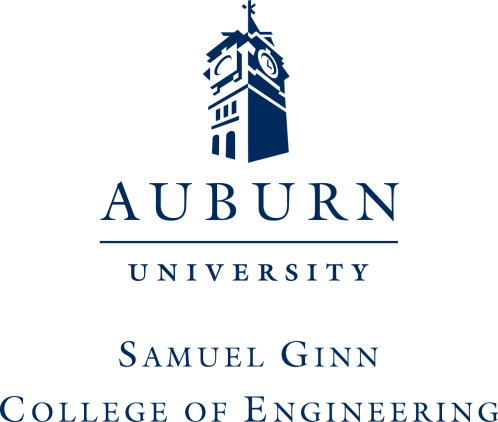 AUBURN
UNIVERSITY
SAMUEL GINN
COLLEGE OF ENGINEERING